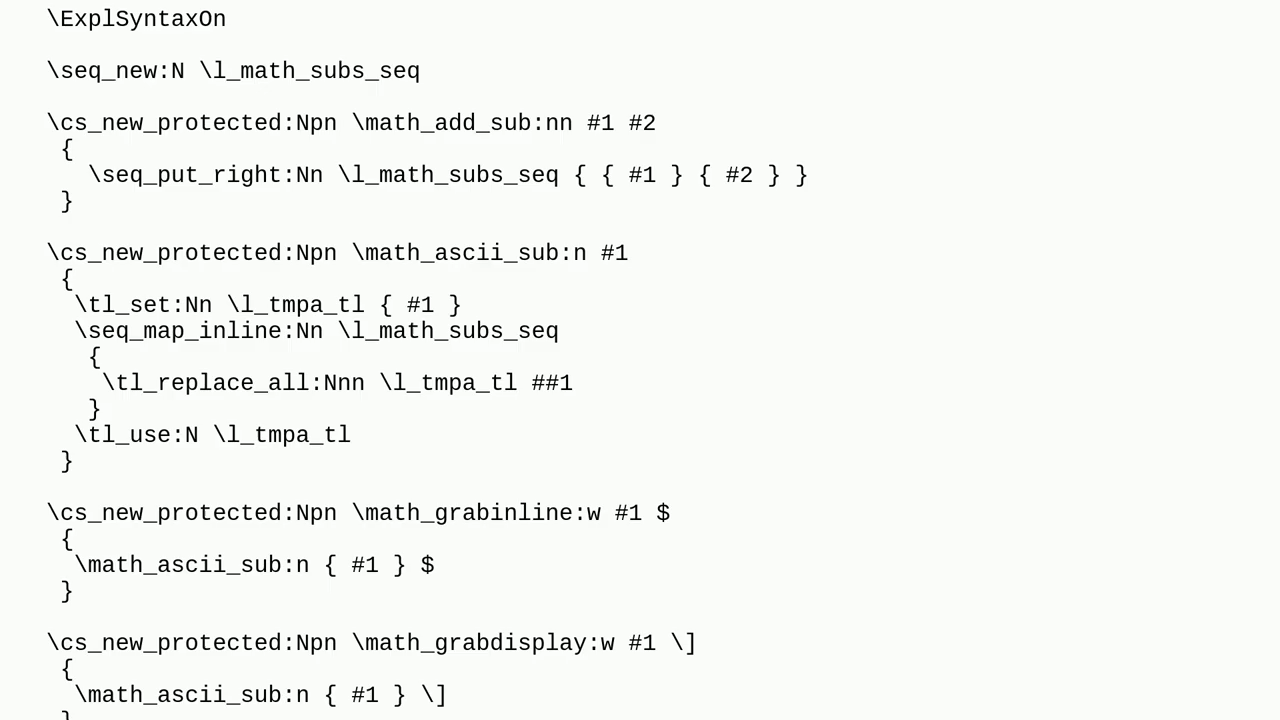 \ExplSyntaxOn
\seq_new:N \l_math_subs_seq
\cs_new_protected:Npn \math_add_sub:nn #1 #2
{
\seq_put_right:Nn \l_math_subs_seq { { #1 } { #2 } }
}
\cs_new_protected:Npn \math_ascii_sub:n #1
{
\tl_set:Nn \l_tmpa_tl { #1 }
\seq_map_inline:Nn \l_math_subs_seq
{
\tl_replace_all:Nnn \l_tmpa_tl ##1
}
\tl_use:N \l_tmpa_tl
}
\cs_new_protected:Npn \math_grabinline:w #1 $
{
\math_ascii_sub:n { #1 } $
}
\cs_new_protected:Npn \math_grabdisplay:w #1 \]
{
\math_ascii_sub:n { #1 } \]
}